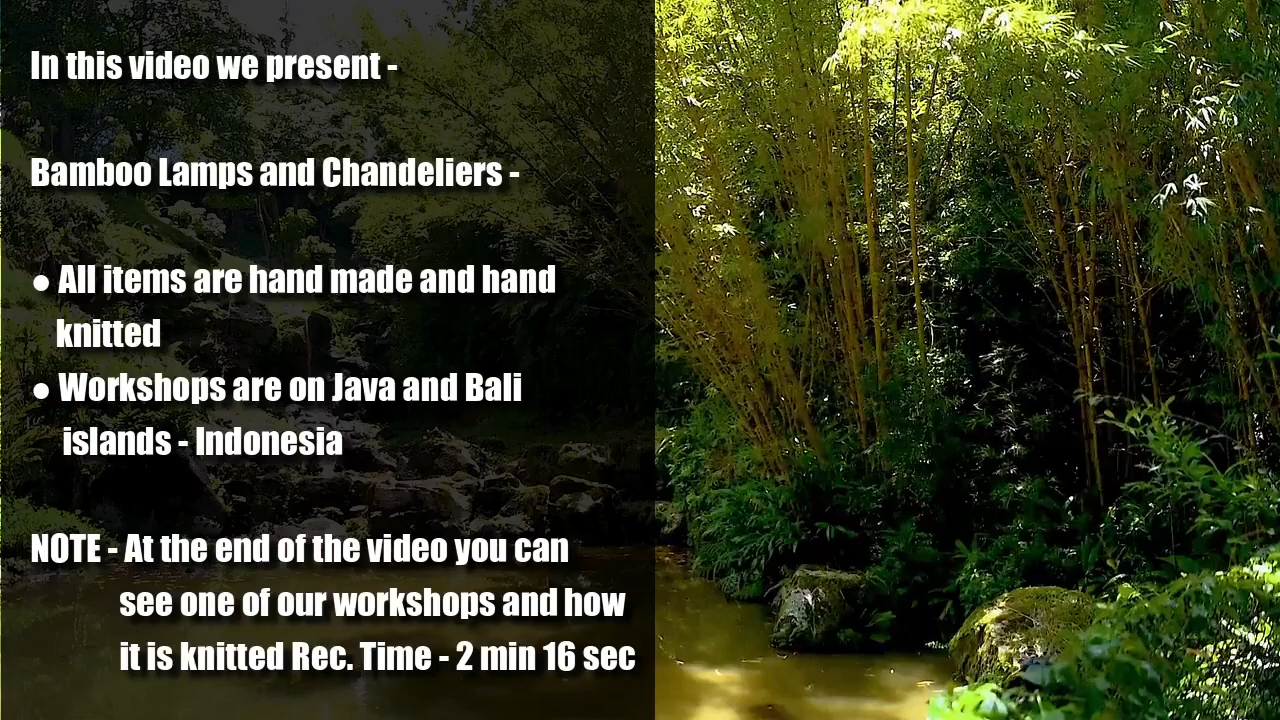 In this video we present -
Bamboo Lamps and Chandeliers -
● All items are hand made and hand
knitted
● Workshops are on Java and Bali
islands - Indonesia
NOTE - At the end of the video you can
see one of our workshops and how
it is knitted Rec. Time - 2 min 16 sec